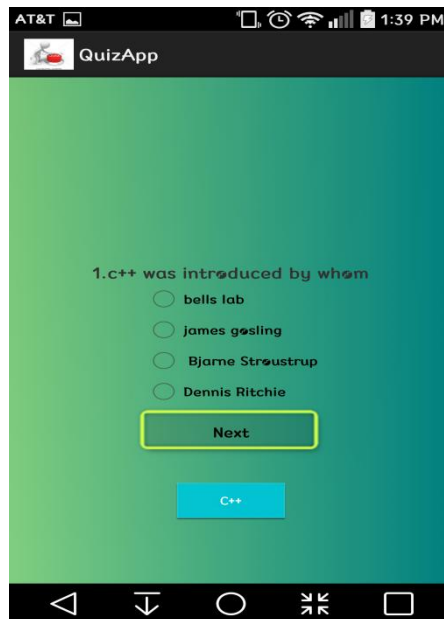 AT&T 1:39 PM
QuizApp
1.c++ was introduced by whom
bells lab
james gosling
Bjarne Stroustrup
Dennis Ritchie
Next
C++